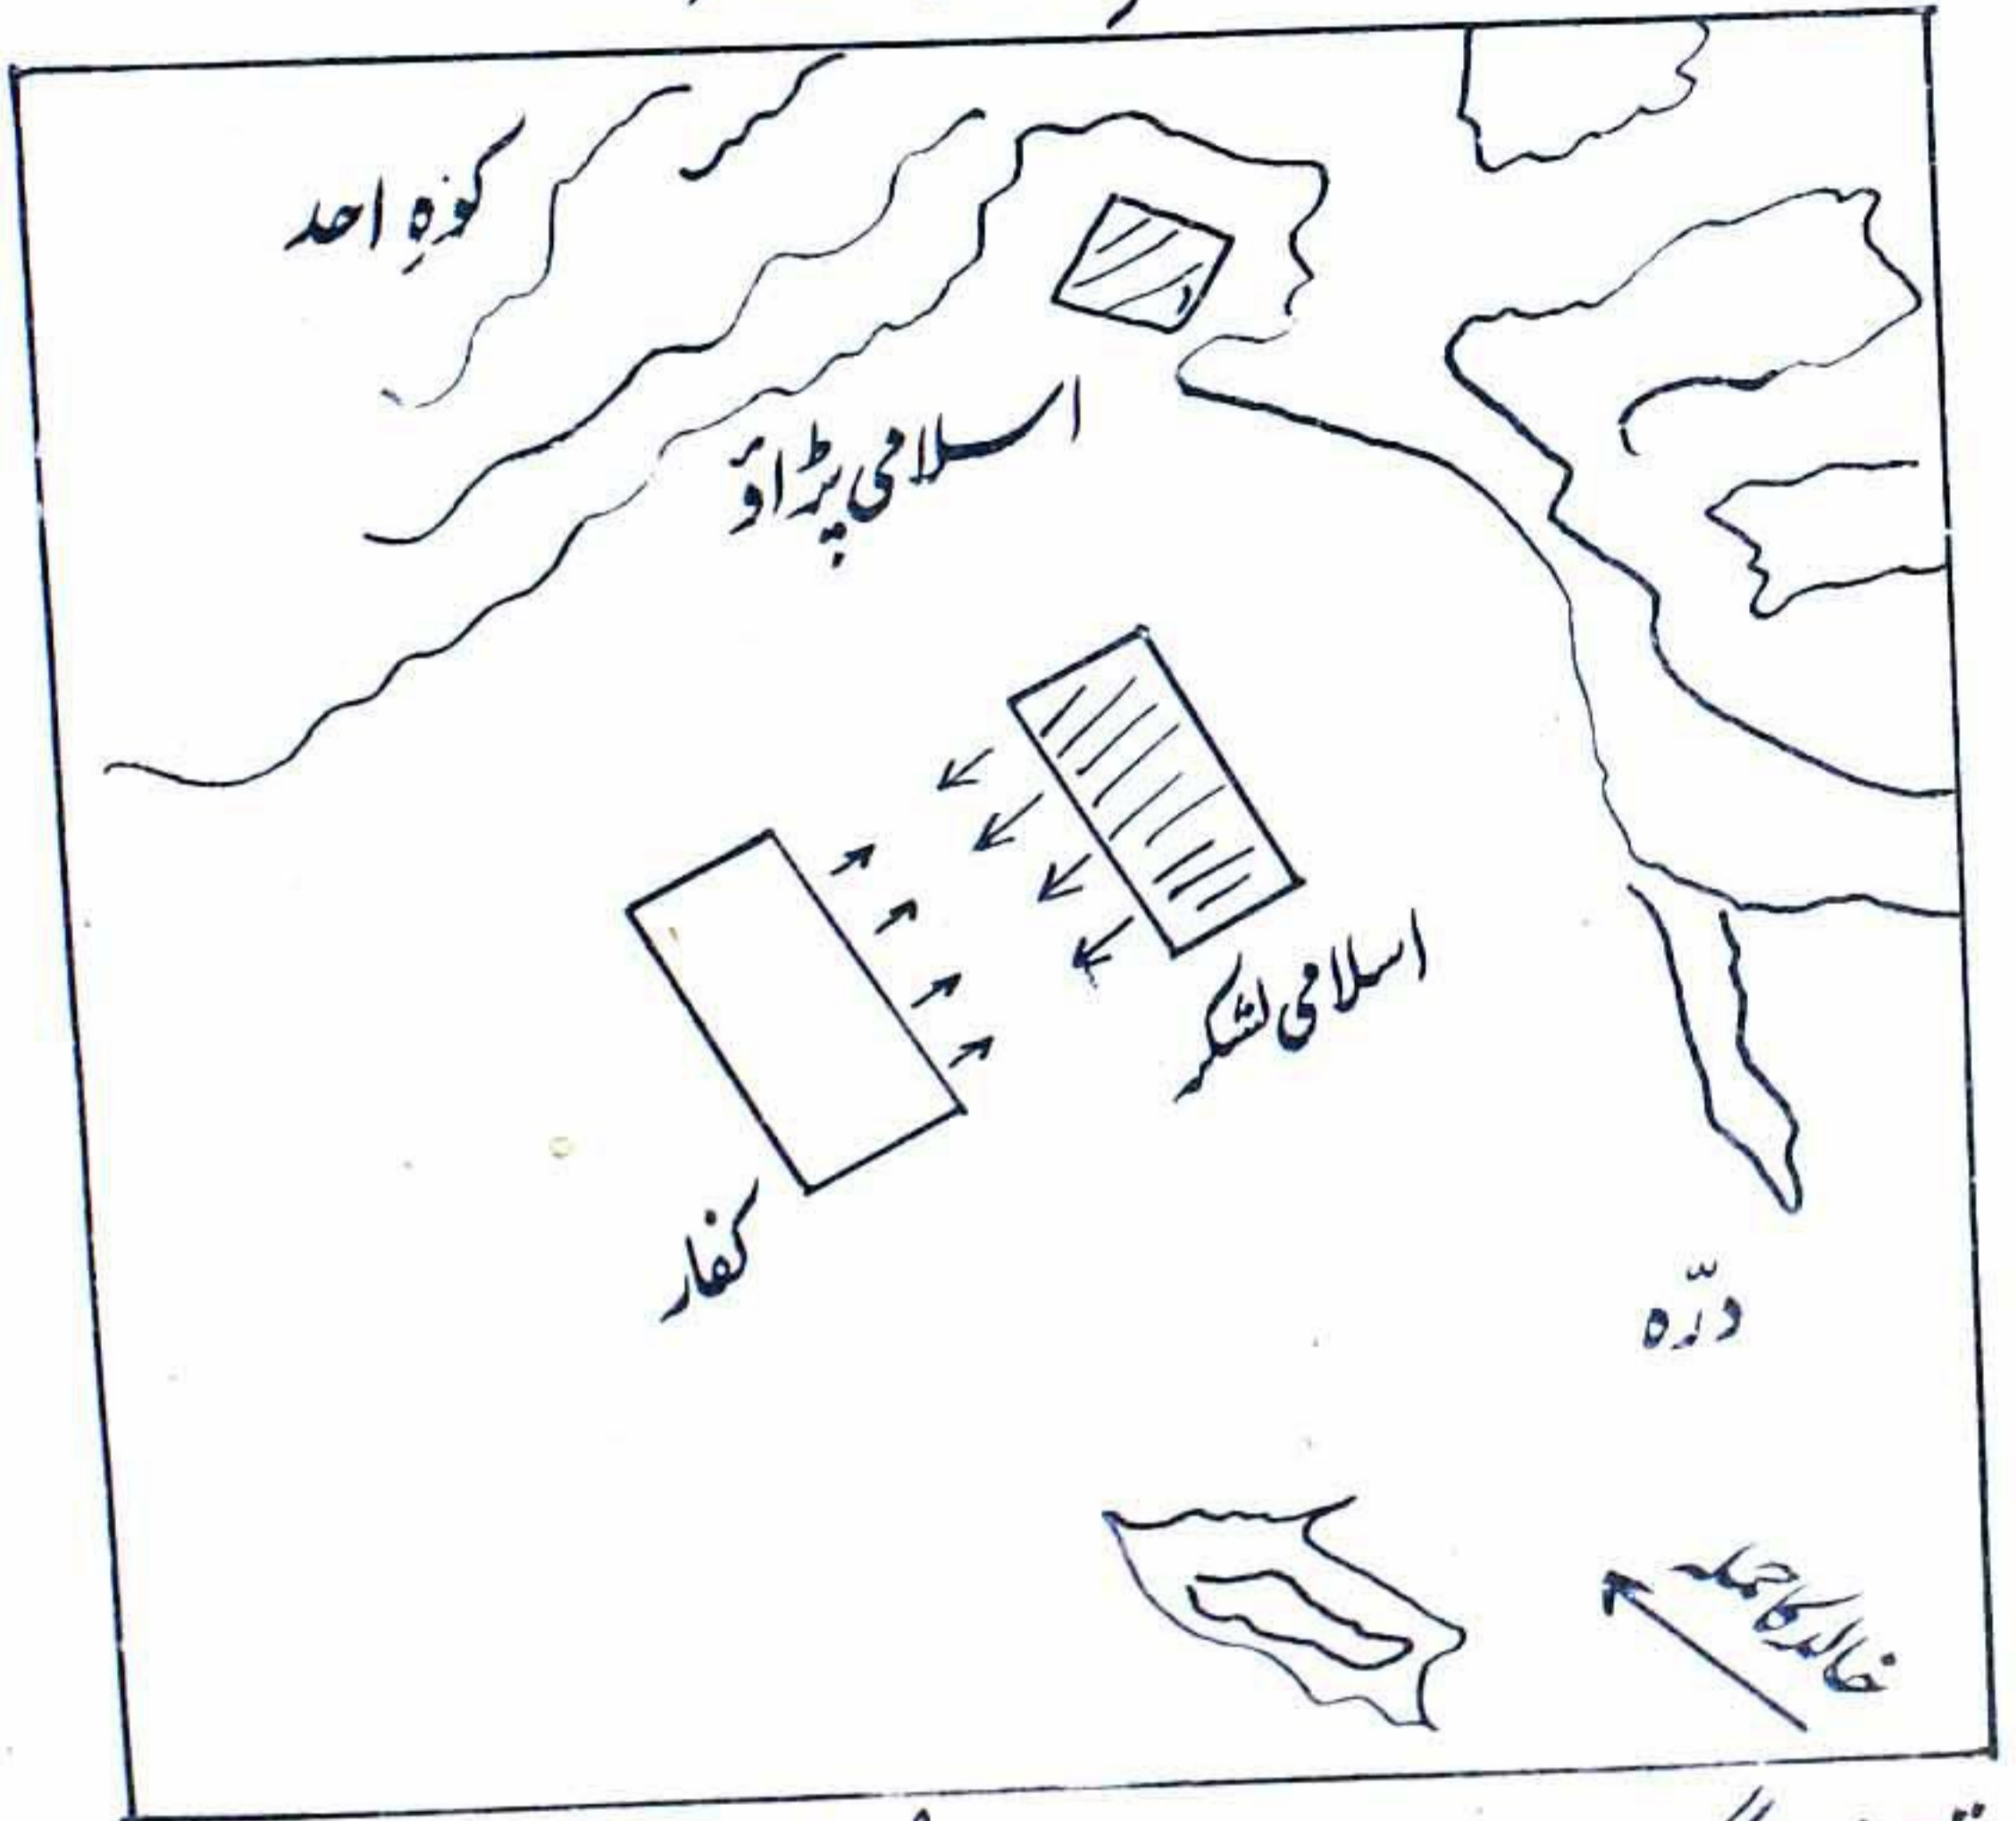 کوہِ احد
اسلامی پڑاؤ
اسلامی لشکر
کفار
درّہ
خالد کا حملہ